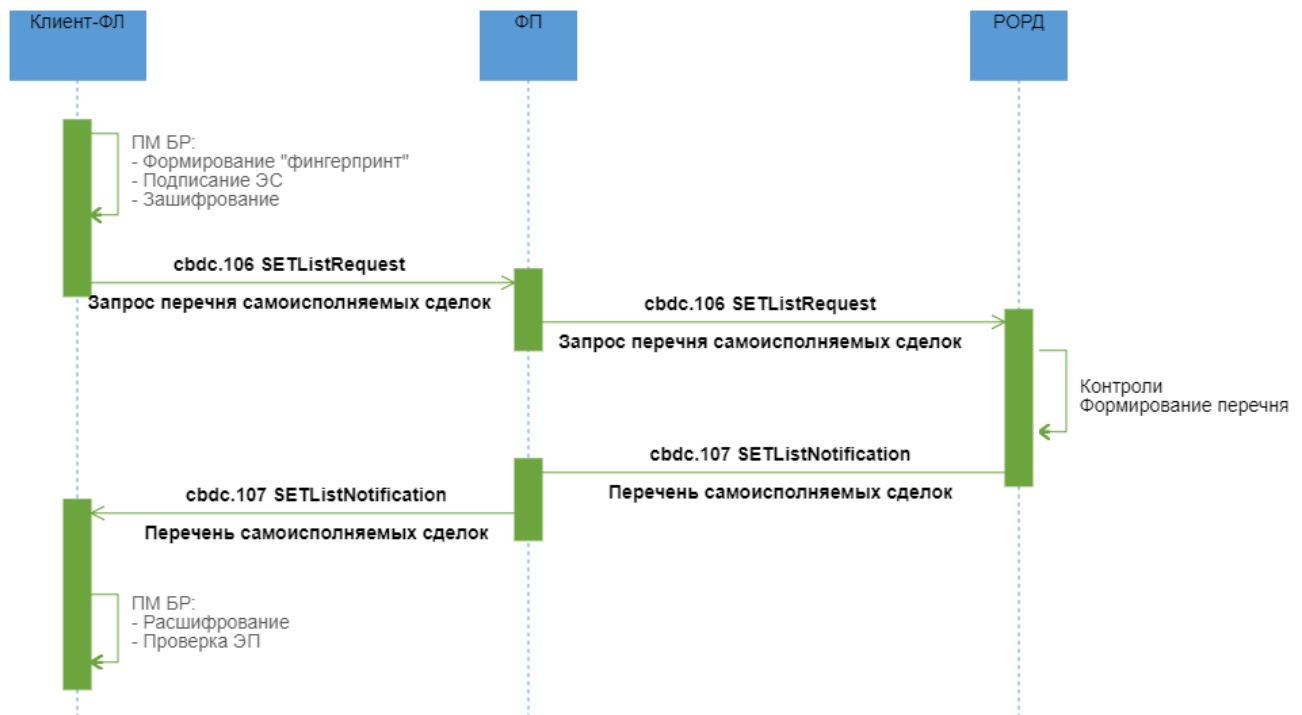 Клиент-ФЛ
ФП
РОРД
ПМ БР:
- Формирование "фингерпринт"
- Подписание ЭС
- Зашифрование
cbdc.106 SETListRequest
Запрос перечня самоисполняемых сделок
cbdc.106 SETListRequest
Запрос перечня самоисполняемых сделок
Контроли
Формирование перечня
cbdc.107 SETListNotification
Перечень самоисполняемых сделок
cbdc.107 SETListNotification
Перечень самоисполняемых сделок
ПМ БР:
- Расшифрование
- Проверка ЭП